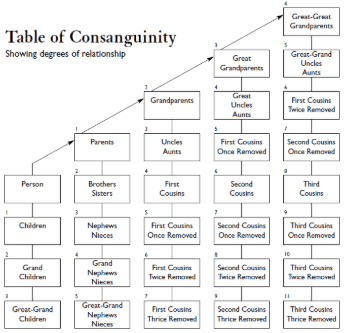 Table of Consanguinity
Showing degrees of relationship
4
Great-Great
Grandparents
3
Great
Grandparents
5
Great-Grand
Uncles
Aunts
2
Grandparents
4
Great
Uncles
Aunts
6
First Cousins
Twice Removed
1
Parents
3
Uncles
Aunts
5
First Cousins
Once Removed
7
Second Cousins
Once Removed
Person
2
Brothers
Sisters
4
First
Cousins
6
Second
Cousins
8
Third
Cousins
1
Children
3
Nephews
Nieces
5
First Cousins
Once Removed
7
Second Cousins
Once Removed
9
Third Cousins
Once Removed
2
Grand
Children
4
Grand
Nephews
Nieces
6
First Cousins
Twice Removed
8
Second Cousins
Twice Removed
10
Third Cousins
Twice Removed
3
Great-Grand
Children
5
Great-Grand
Nephews
Nieces
7
First Cousins
Thrice Removed
9
Second Cousins
Thrice Removed
11
Third Cousins
Thrice Removed